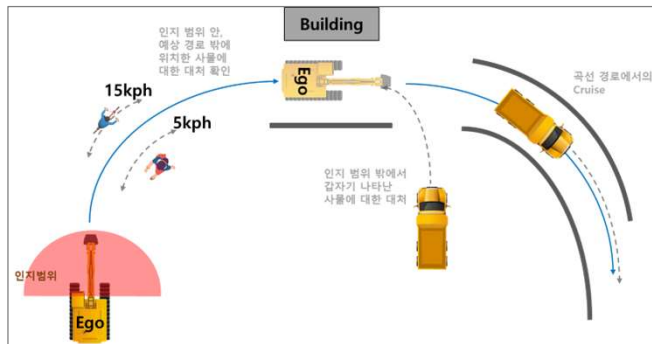 Building
인지 범위 안,
예상 경로 밖에
위치한 사물에
대한 대처 확인
Ego
곡선 경로에서의
Cruise
15kph
5kph
인지 범위 밖에서
갑자기 나타난
사물에 대한 대처
인지범위
Ego